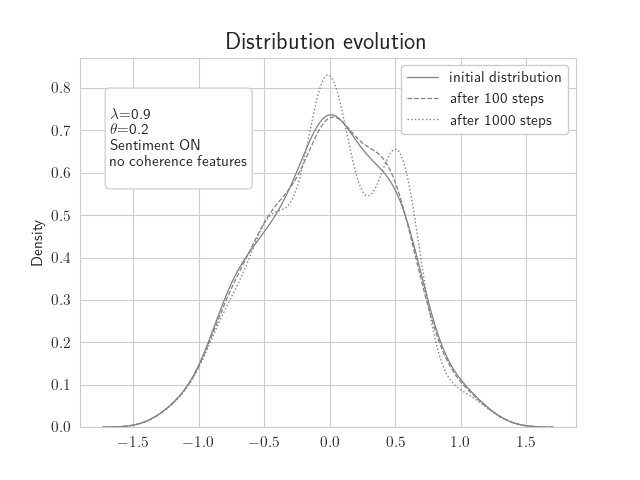 Distribution evolution
initial distribution
after 100 steps
after 1000 steps
λ=0.9
θ=0.2
Sentiment ON
no coherence features
Density
0.8
0.7
0.6
0.5
0.4
0.3
0.2
0.1
0.0
−1.5 −1.0 −0.5 0.0 0.5 1.0 1.5